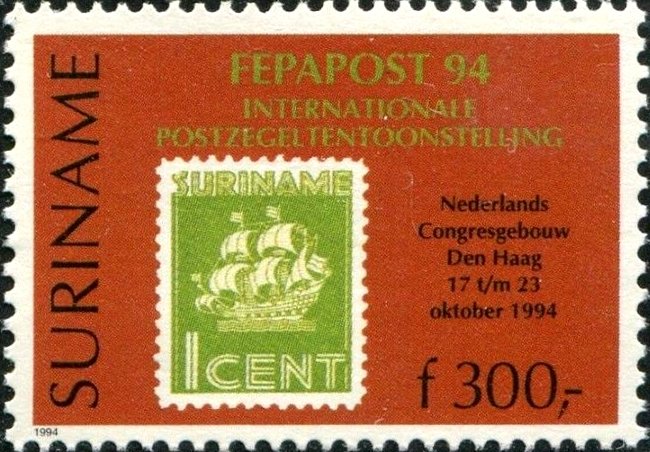 SURINAME
FEPAPOST 94
INTERNATIONALE
POSTZEGELTENTOONSTELLING
SURINAME
1 CENT
Nederlands
Congresgebouw
Den Haag
17 t/m 23
oktober 1994
f 300,-
1994